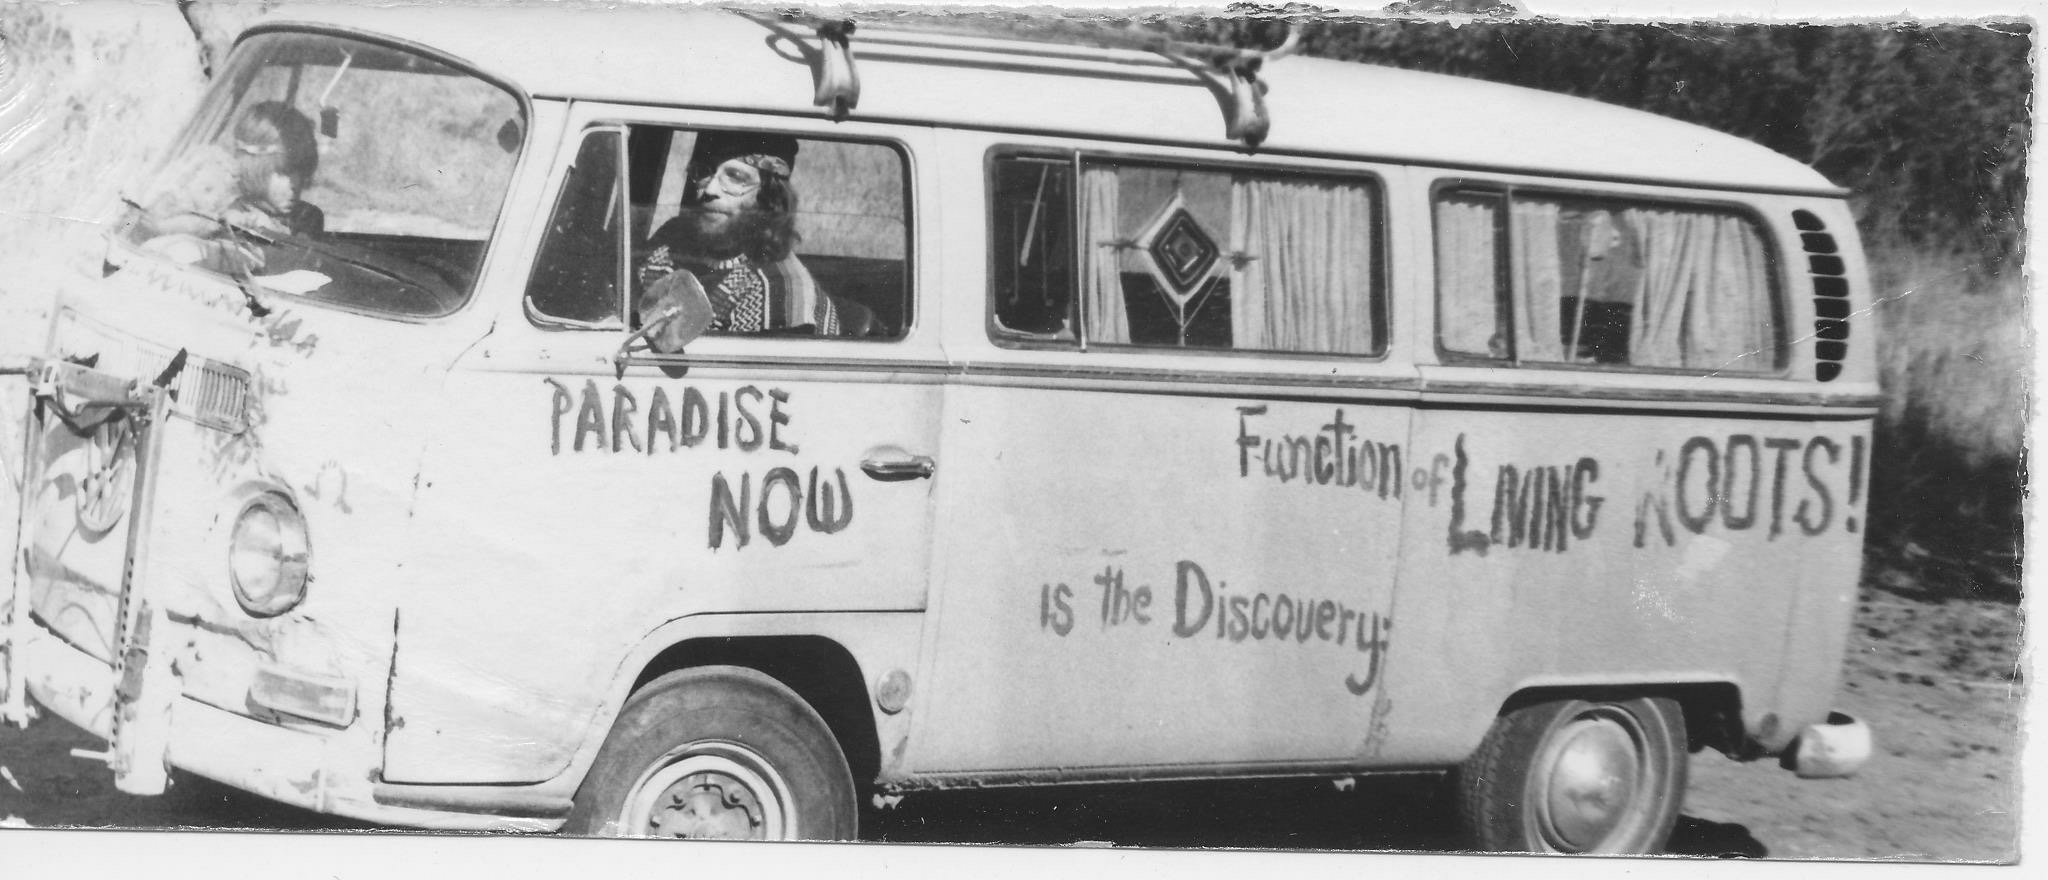 PARADISE
NOW
Function of LIVING ROOTS!
is the Discovery: